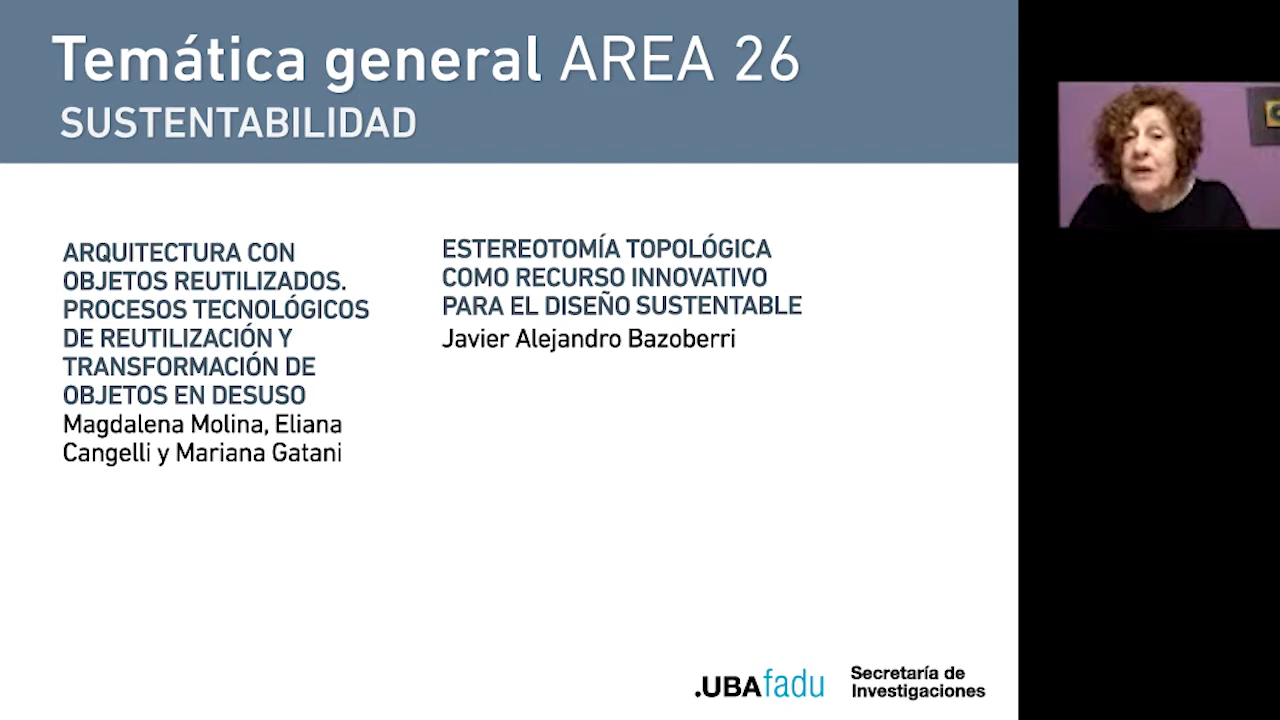 Temática general AREA 26
SUSTENTABILIDAD
ARQUITECTURA CON
OBJETOS REUTILIZADOS.
PROCESOS TECNOLÓGICOS
DE REUTILIZACIÓN Y
TRANSFORMACIÓN DE
OBJETOS EN DESUSO
Magdalena Molina, Eliana
Cangelli y Mariana Gatani
ESTEREOTOMÍA TOPOLÓGICA
COMO RECURSO INNOVATIVO
PARA EL DISEÑO SUSTENTABLE
Javier Alejandro Bazoberri
.UBAfadu
Secretaría de
Investigaciones